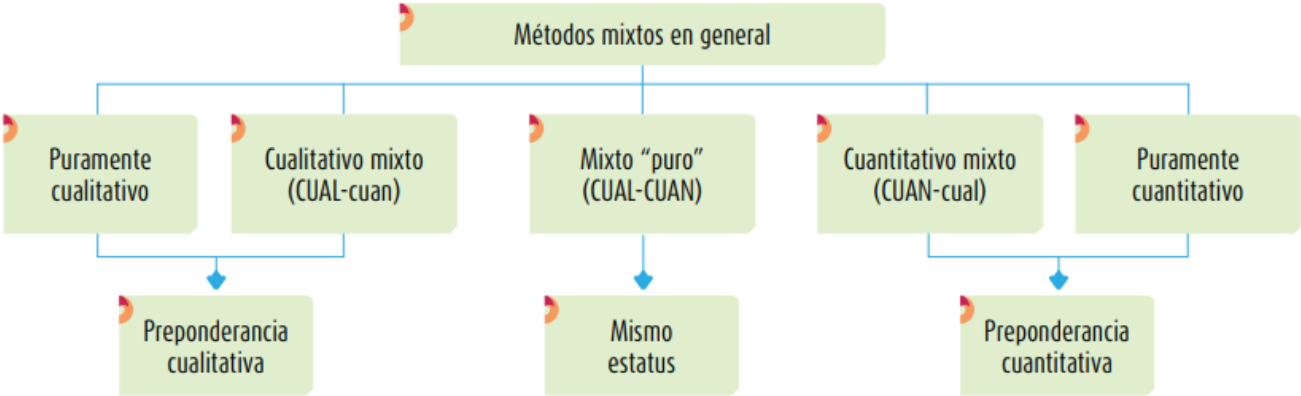 Métodos mixtos en general
Puramente
cualitativo
Cualitativo mixto
(CUAL-cuan)
Mixto “puro”
(CUAL-CUAN)
Cuantitativo mixto
(CUAN-cual)
Puramente
cuantitativo
Preponderancia
cualitativa
Mismo
estatus
Preponderancia
cuantitativa